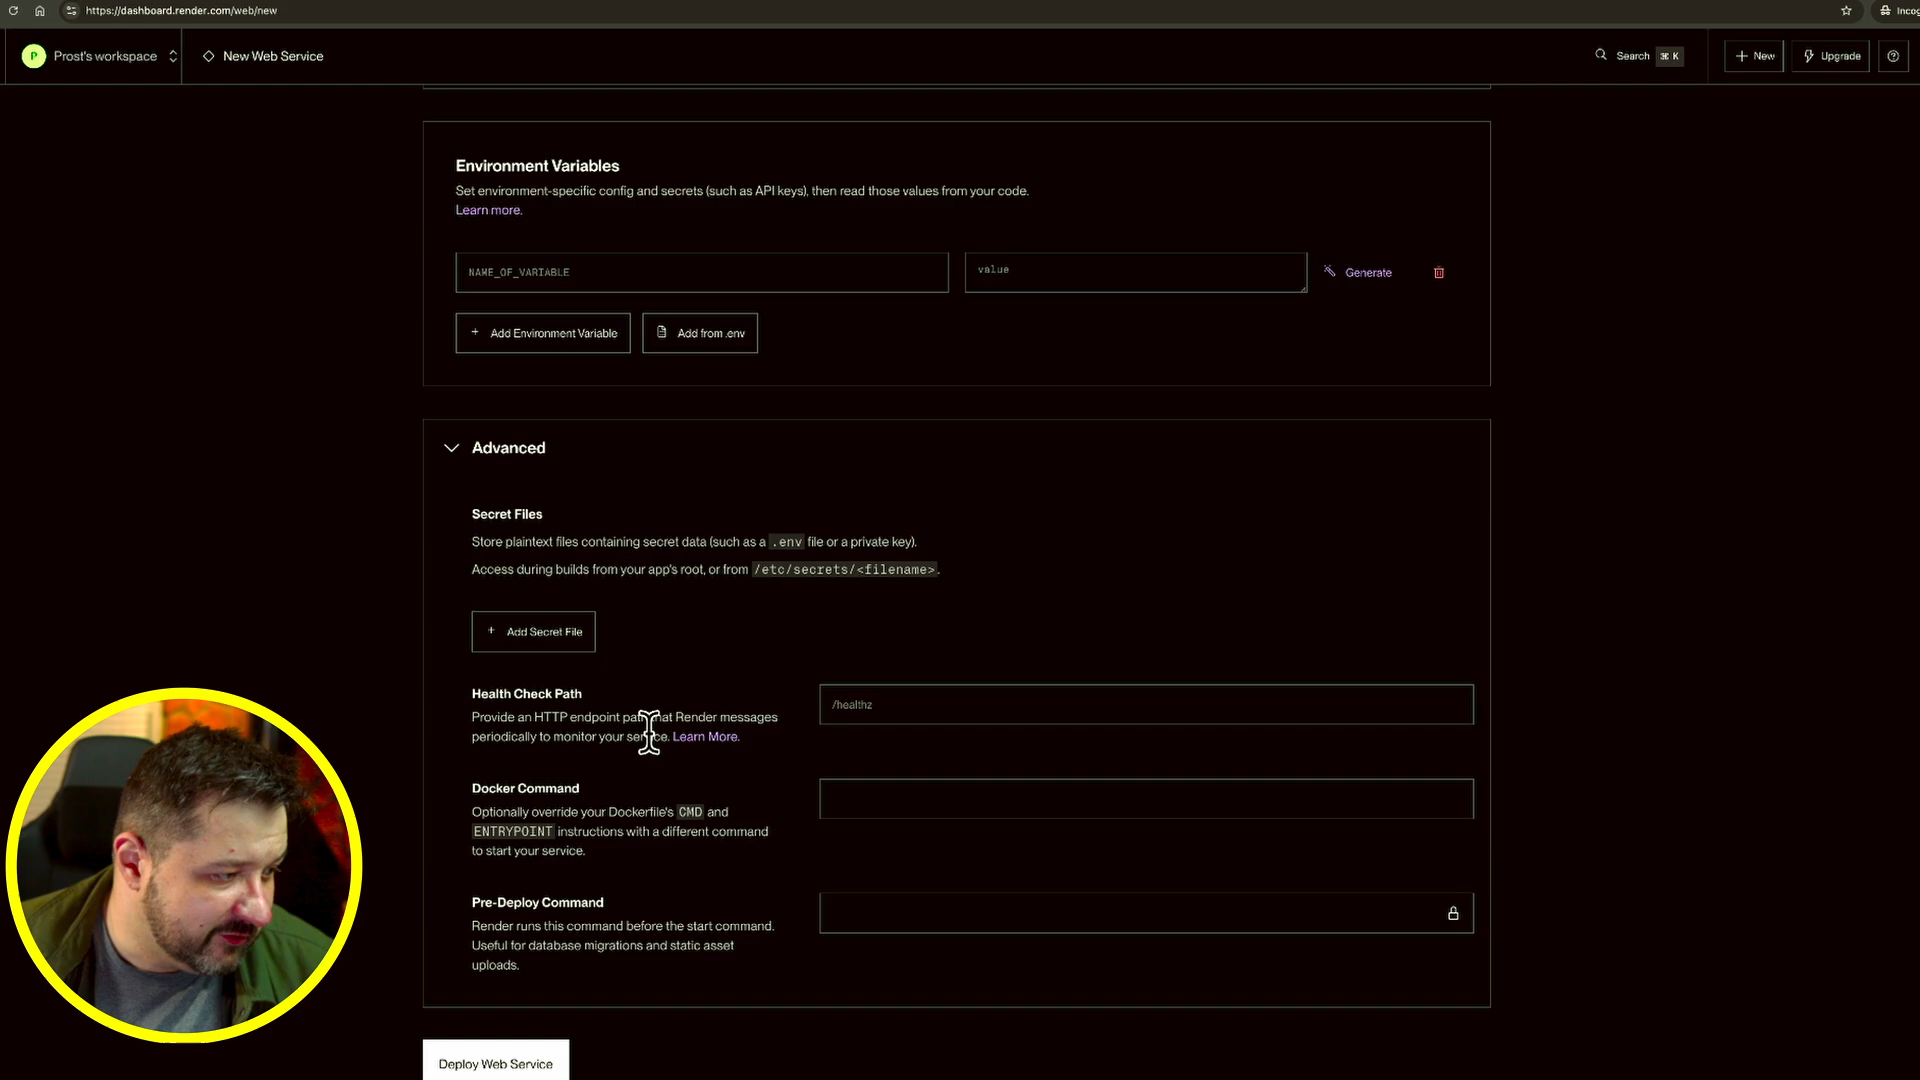 https://dashboard.render.com/web/new
Incog
P Prost's workspace
New Web Service
Search ⌘ K
+ New
Upgrade
Environment Variables
Set environment-specific config and secrets (such as API keys), then read those values from your code.
Learn more.
NAME_OF_VARIABLE
value
Generate
+ Add Environment Variable
Add from .env
Advanced
Secret Files
Store plaintext files containing secret data (such as a .env file or a private key).
Access during builds from your app's root, or from /etc/secrets/<filename>.
+ Add Secret File
Health Check Path
Provide an HTTP endpoint path that Render messages
periodically to monitor your service. Learn More.
/healthz
Docker Command
Optionally override your Dockerfile's CMD and
ENTRYPOINT instructions with a different command
to start your service.
Pre-Deploy Command
Render runs this command before the start command.
Useful for database migrations and static asset
uploads.
Deploy Web Service